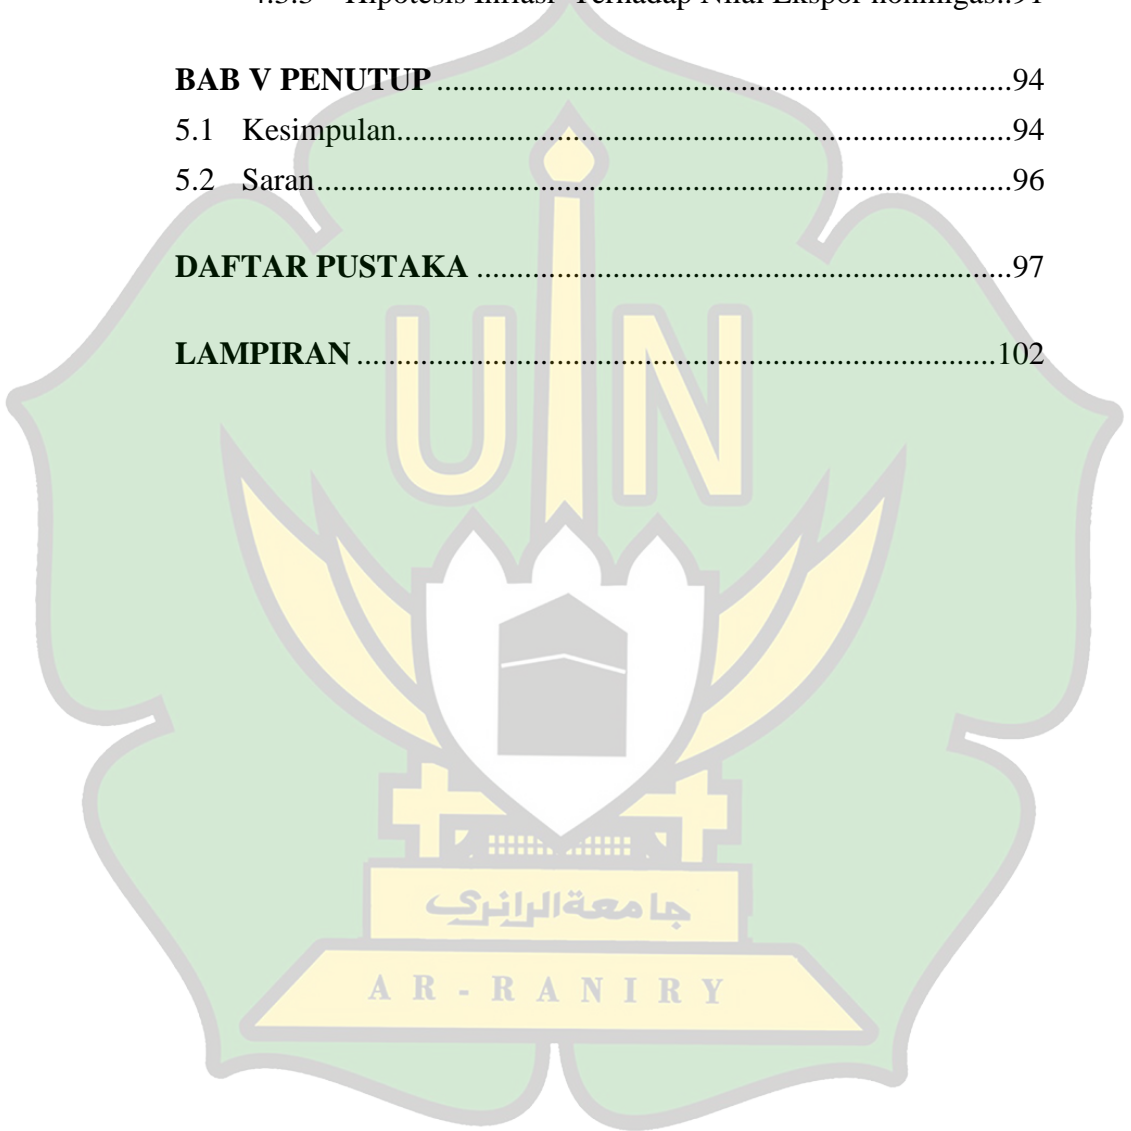 4.5.3 Hipotesis Inflasi Terhadap Nilai Ekspor nonmigas..91
BAB V PENUTUP ........................................................................94
5.1 Kesimpulan.............................................................................94
5.2 Saran.......................................................................................96
DAFTAR PUSTAKA ...................................................................97
LAMPIRAN ................................................................................102
UIN
جامعة الرانري
AR-RANIRY